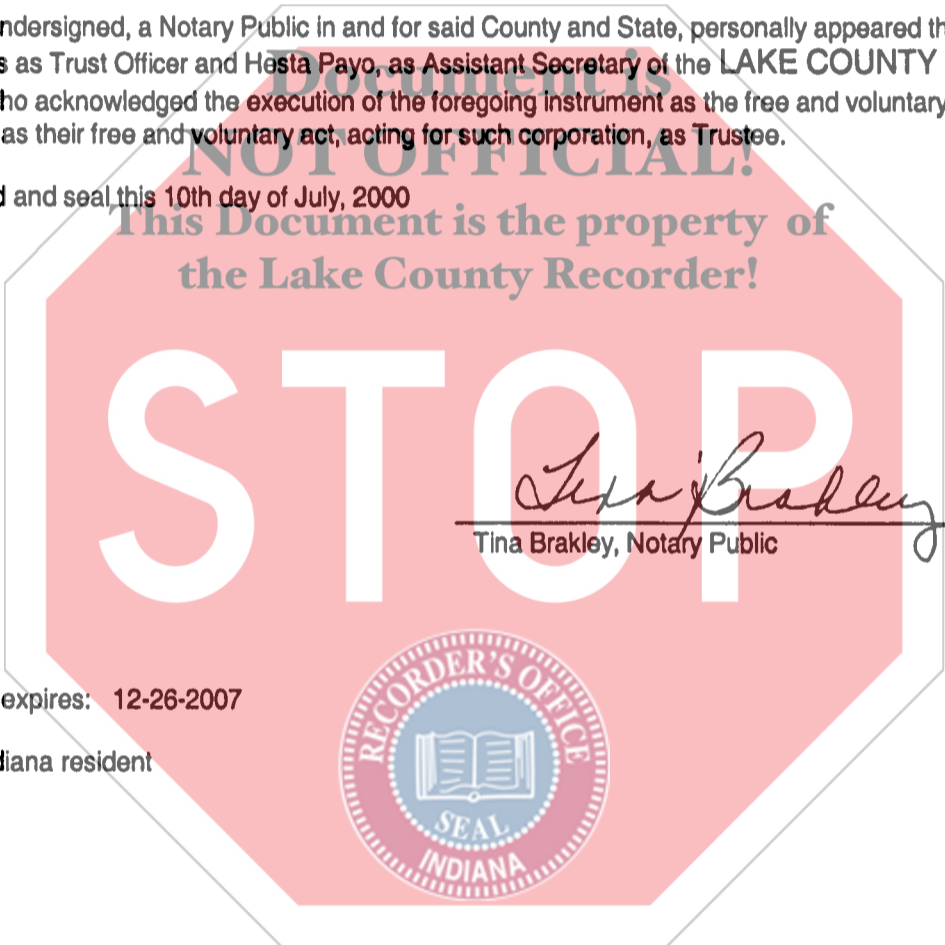 ndersigned, a Notary Public in and for said County and State, personally appeared th
s as Trust Officer and Hesta Payo, as Assistant Secretary of the LAKE COUNTY
ho acknowledged the execution of the foregoing instrument as the free and voluntary
as their free and voluntary act, acting for such corporation, as Trustee.
d and seal this 10th day of July, 2000
Document is
NOT OFFICIAL!
This Document is the property of
the Lake County Recorder!
STOP
Tina Brakley
Tina Brakley, Notary Public
expires: 12-26-2007
diana resident
RECORDER'S OFFICE
SEAL
INDIANA